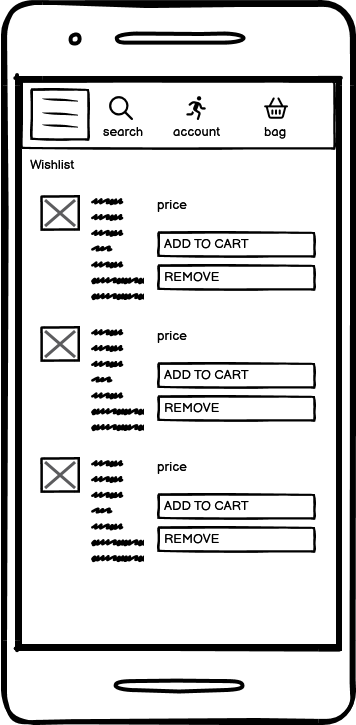 search account bag
Wishlist
price
ADD TO CART
REMOVE
price
ADD TO CART
REMOVE
price
ADD TO CART
REMOVE